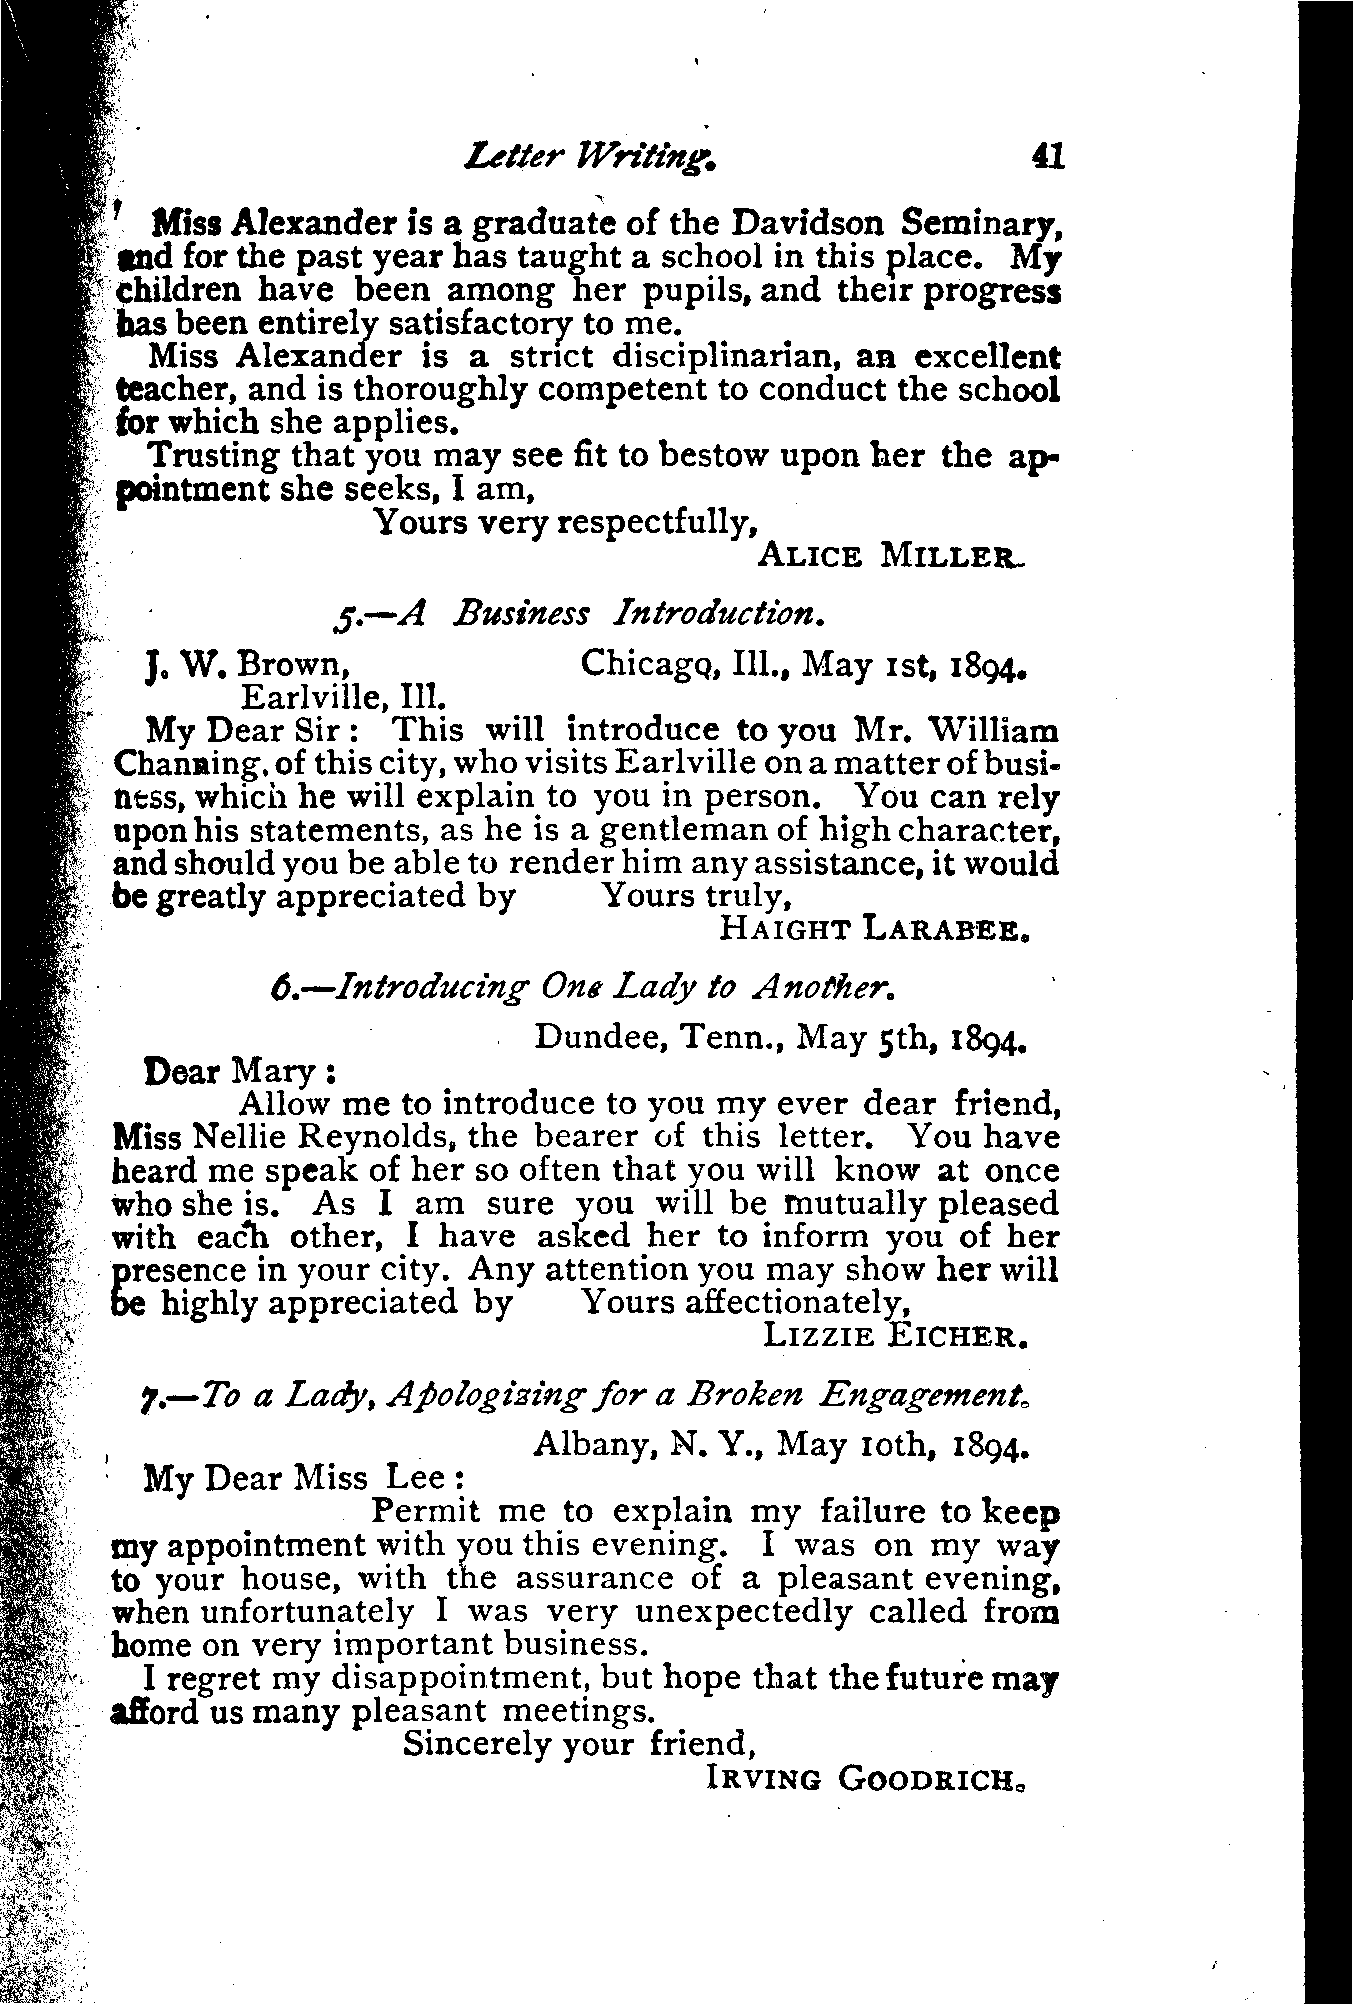 Letter Writing. 41
Miss Alexander is a graduate of the Davidson Seminary,
and for the past year has taught a school in this place. My
children have been among her pupils, and their progress
has been entirely satisfactory to me.
Miss Alexander is a strict disciplinarian, an excellent
teacher, and is thoroughly competent to conduct the school
for which she applies.
Trusting that you may see fit to bestow upon her the ap-
pointment she seeks, I am,
Yours very respectfully,
ALICE MILLER.
5.—A Business Introduction.
J. W. Brown, Chicago, Ill., May 1st, 1894.
Earlville, Ill.
My Dear Sir: This will introduce to you Mr. William
Channing, of this city, who visits Earlville on a matter of busi-
ness, which he will explain to you in person. You can rely
upon his statements, as he is a gentleman of high character,
and should you be able to render him any assistance, it would
be greatly appreciated by Yours truly,
HAIGHT LARABEE.
6.—Introducing One Lady to Another.
Dundee, Tenn., May 5th, 1894.
Dear Mary:
Allow me to introduce to you my ever dear friend,
Miss Nellie Reynolds, the bearer of this letter. You have
heard me speak of her so often that you will know at once
who she is. As I am sure you will be mutually pleased
with each other, I have asked her to inform you of her
presence in your city. Any attention you may show her will
be highly appreciated by Yours affectionately,
LIZZIE EICHER.
7.—To a Lady, Apologizing for a Broken Engagement.
Albany, N. Y., May 10th, 1894.
My Dear Miss Lee:
Permit me to explain my failure to keep
my appointment with you this evening. I was on my way
to your house, with the assurance of a pleasant evening,
when unfortunately I was very unexpectedly called from
home on very important business.
I regret my disappointment, but hope that the future may
afford us many pleasant meetings.
Sincerely your friend,
IRVING GOODRICH.